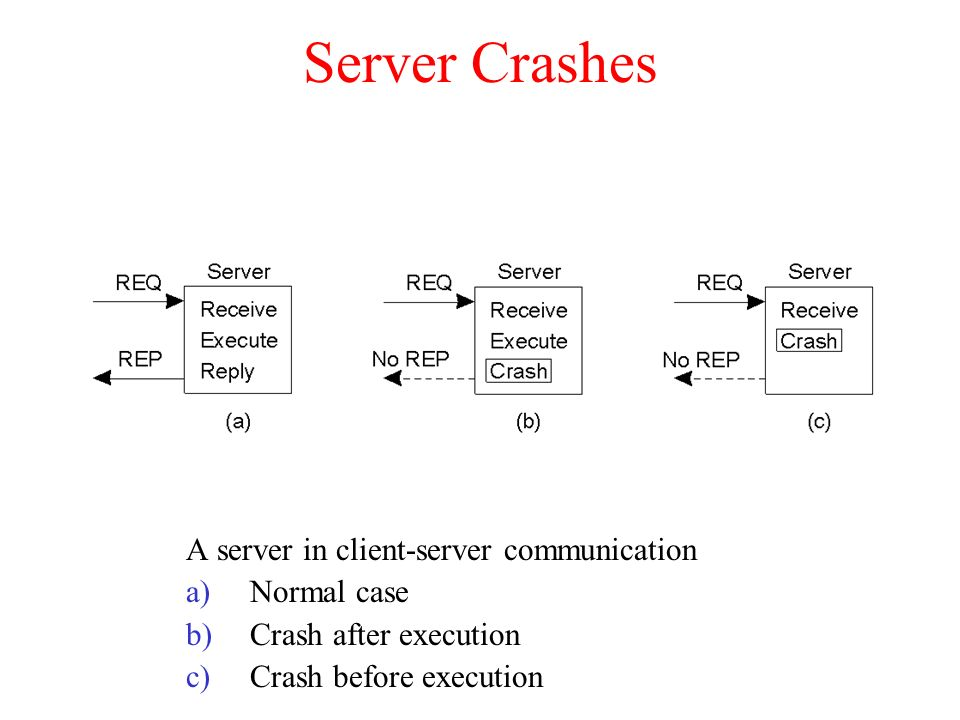 Server Crashes
REQ
Server
Receive
Execute
Reply
REP
(a)
REQ
Server
Receive
Execute
Crash
No REP
(b)
REQ
Server
Receive
Crash
No REP
(c)
A server in client-server communication
a) Normal case
b) Crash after execution
c) Crash before execution